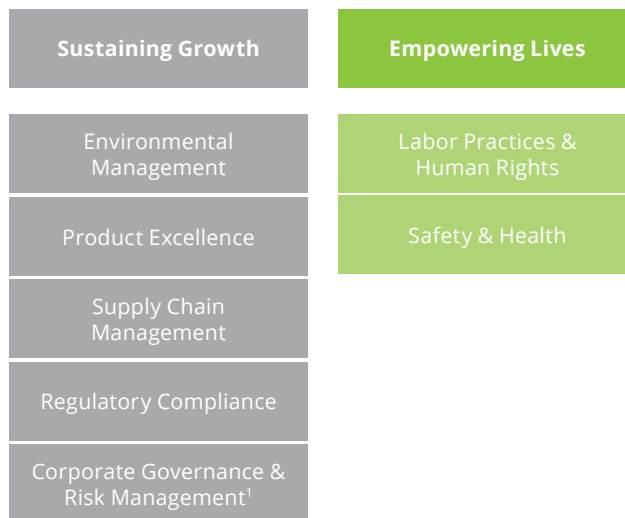 Sustaining Growth
Environmental
Management
Product Excellence
Supply Chain
Management
Regulatory Compliance
Corporate Governance &
Risk Management¹
Empowering Lives
Labor Practices &
Human Rights
Safety & Health